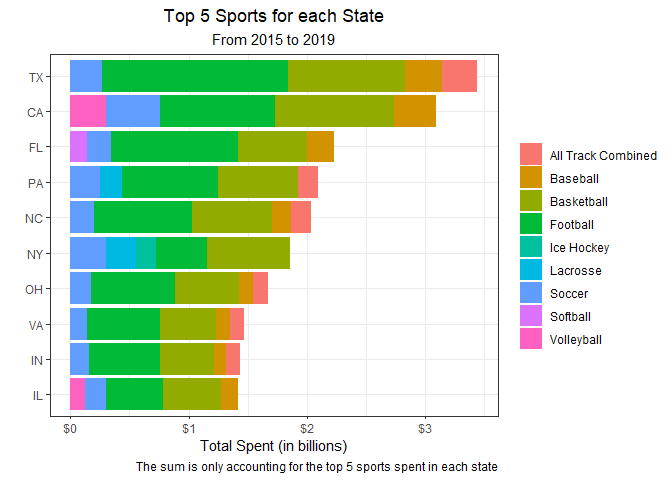 Top 5 Sports for each State
From 2015 to 2019
TX
CA
FL
PA
NC
NY
OH
VA
IN
IL
$0 $1 $2 $3
Total Spent (in billions)
The sum is only accounting for the top 5 sports spent in each state
All Track Combined
Baseball
Basketball
Football
Ice Hockey
Lacrosse
Soccer
Softball
Volleyball